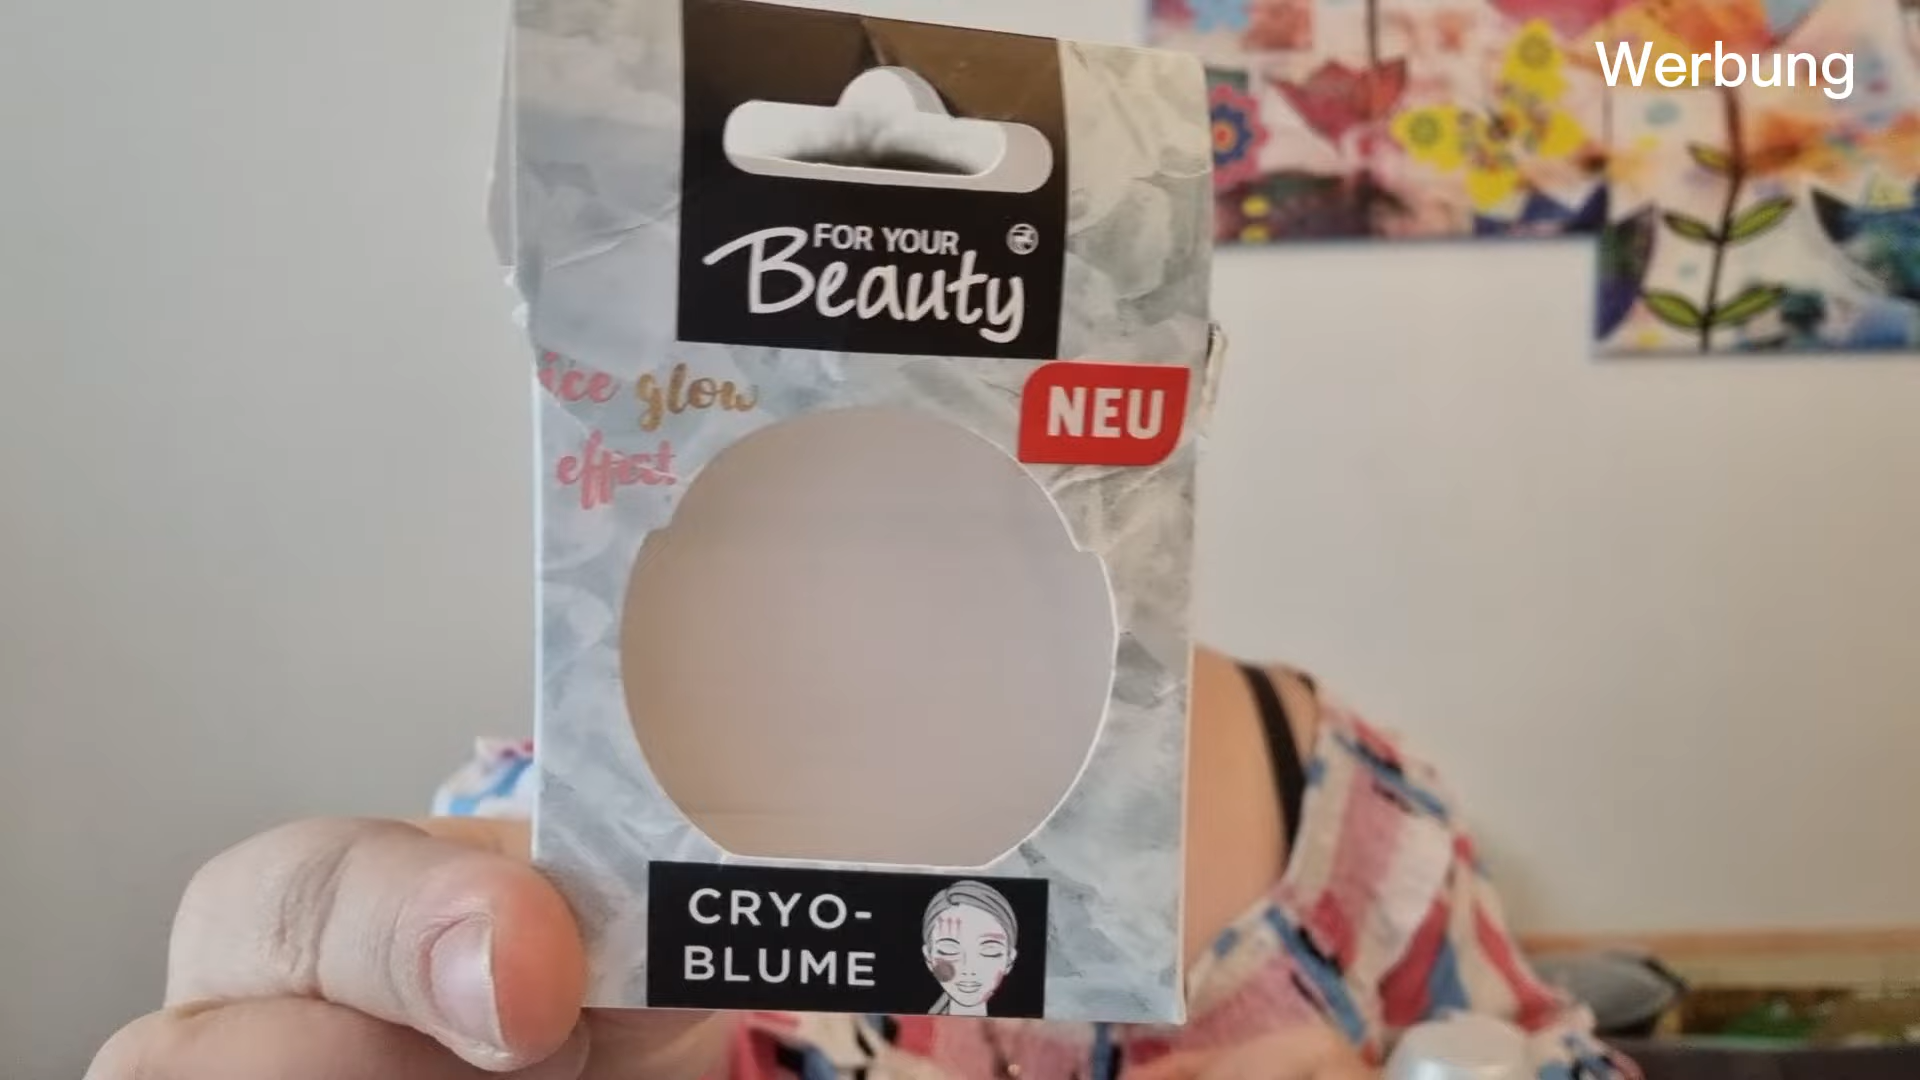 Werbung
FOR YOUR
Beauty
ice glow
effect
NEU
CRYO-
BLUME